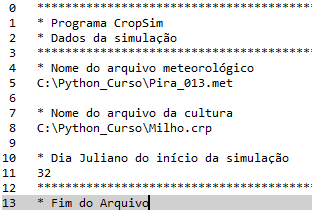 0 ****************************************
1 * Programa CropSim
2 * Dados da simulação
3 ****************************************
4 * Nome do arquivo meteorológico
5 C:\Python_Curso\Pira_013.met
6
7 * Nome do arquivo da cultura
8 C:\Python_Curso\Milho.crp
9
10 * Dia Juliano do início da simulação
11 32
12 ****************************************
13 * Fim do Arquivo